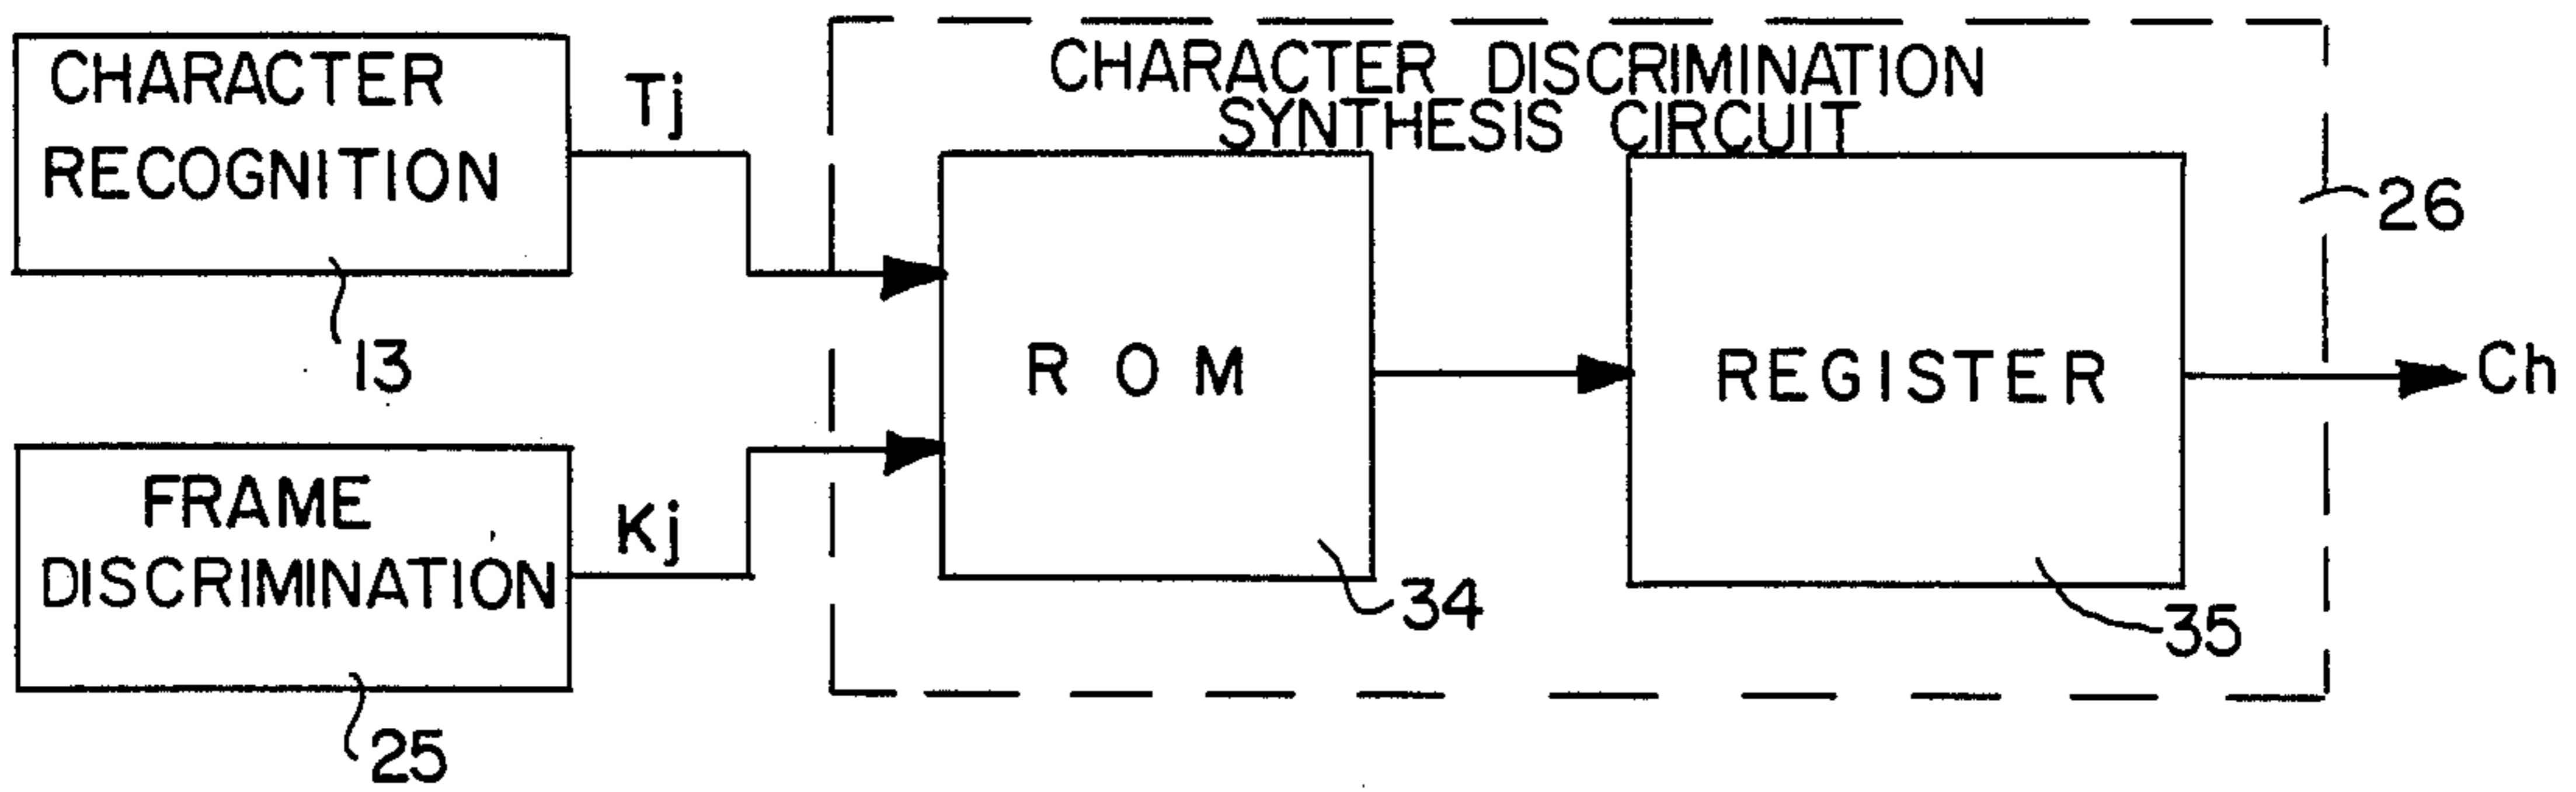 CHARACTER
RECOGNITION
13
Tj
FRAME
DISCRIMINATION
25
Kj
CHARACTER DISCRIMINATION
SYNTHESIS CIRCUIT
ROM
34
REGISTER
35
26
Ch